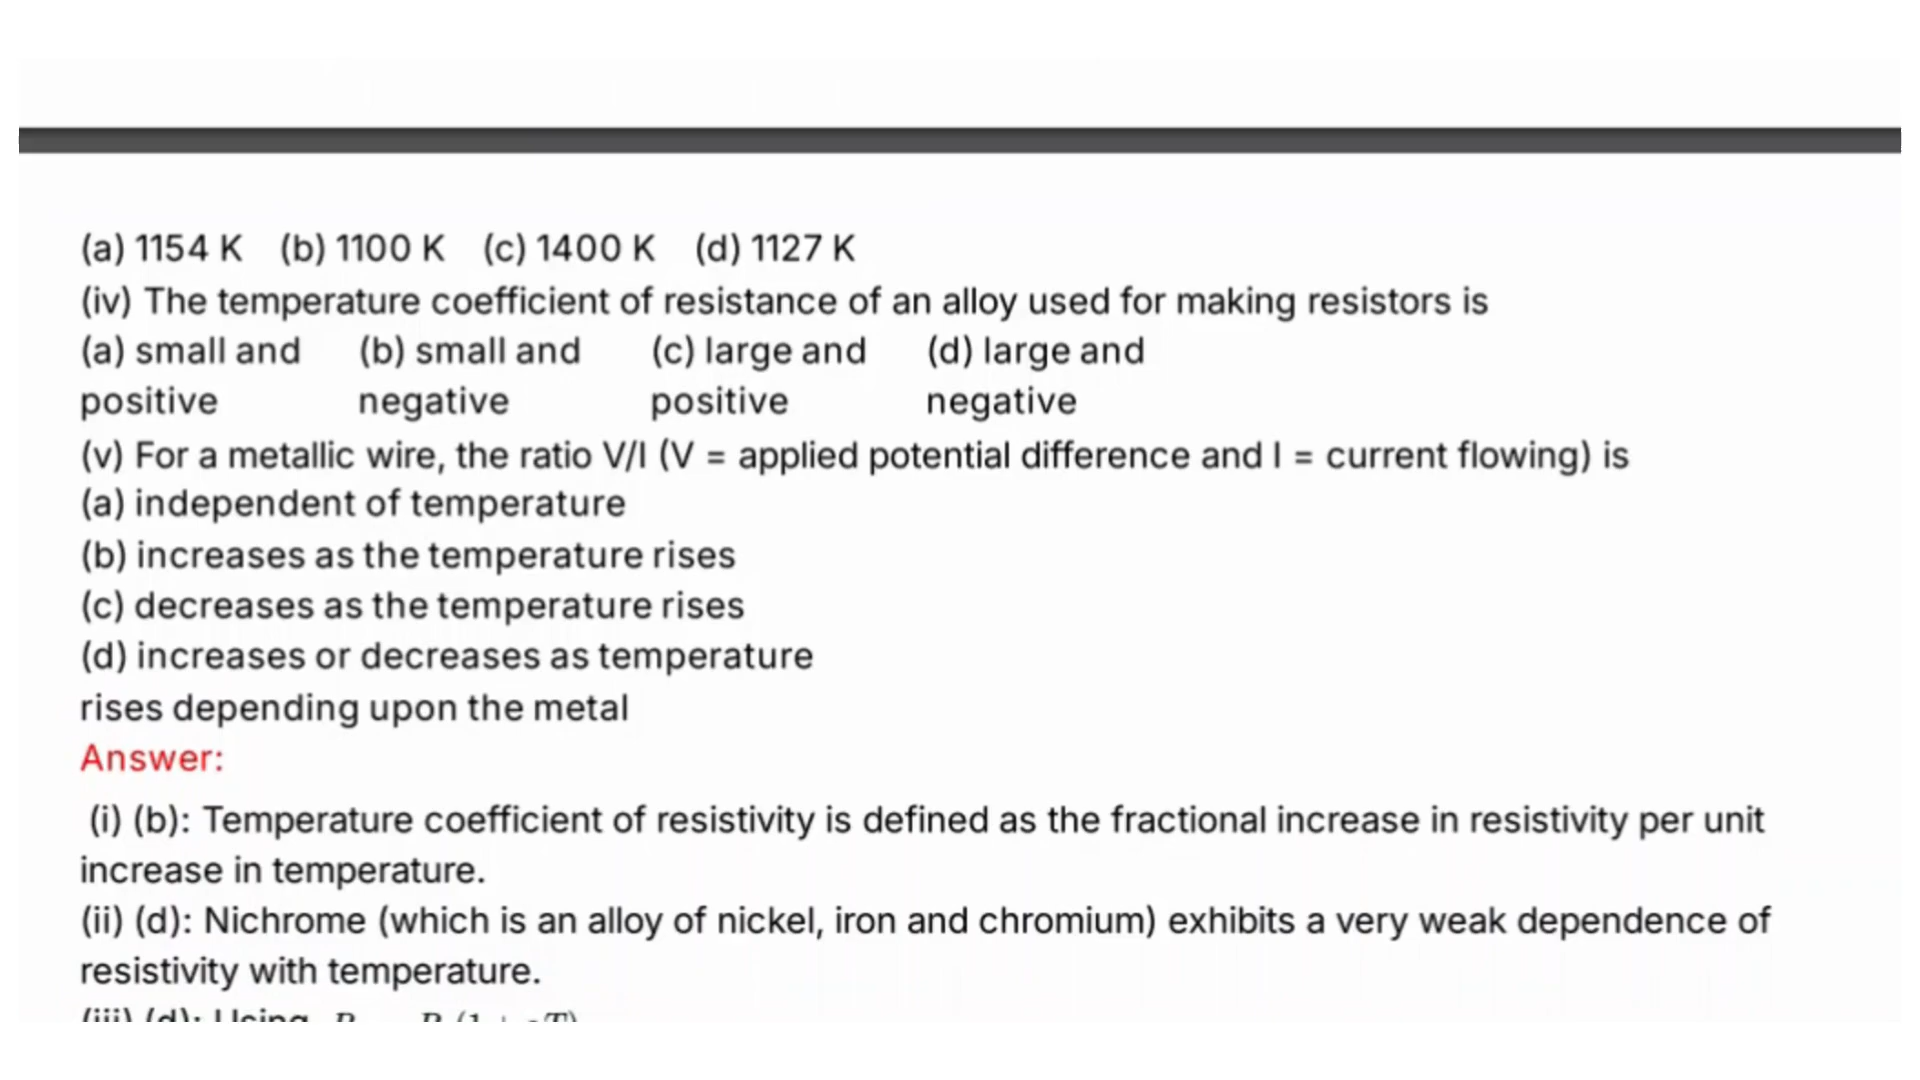 (a) 1154 K (b) 1100 K (c) 1400 K (d) 1127 K
(iv) The temperature coefficient of resistance of an alloy used for making resistors is
(a) small and (b) small and (c) large and (d) large and
positive negative positive negative
(v) For a metallic wire, the ratio V/I (V = applied potential difference and I = current flowing) is
(a) independent of temperature
(b) increases as the temperature rises
(c) decreases as the temperature rises
(d) increases or decreases as temperature
rises depending upon the metal
Answer:
(i) (b): Temperature coefficient of resistivity is defined as the fractional increase in resistivity per unit
increase in temperature.
(ii) (d): Nichrome (which is an alloy of nickel, iron and chromium) exhibits a very weak dependence of
resistivity with temperature.
(iii) (d): Using